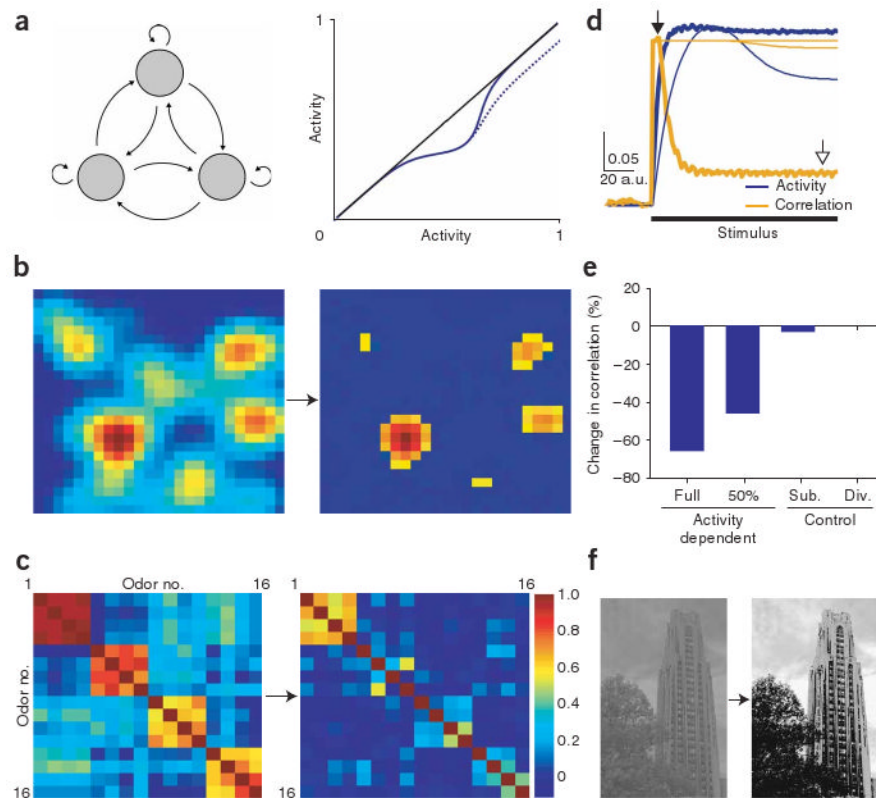 a
1
Activity
0
Activity
1
b
c
1
Odor no.
16
Odor no.
16
1
16
16
1.0
0.8
0.6
0.4
0.2
0
d
0.05
20 a.u.
Activity
Correlation
Stimulus
e
Change in correlation (%)
20
0
−20
−40
−60
−80
Full
50%
Sub.
Div.
Activity
dependent
Control
f